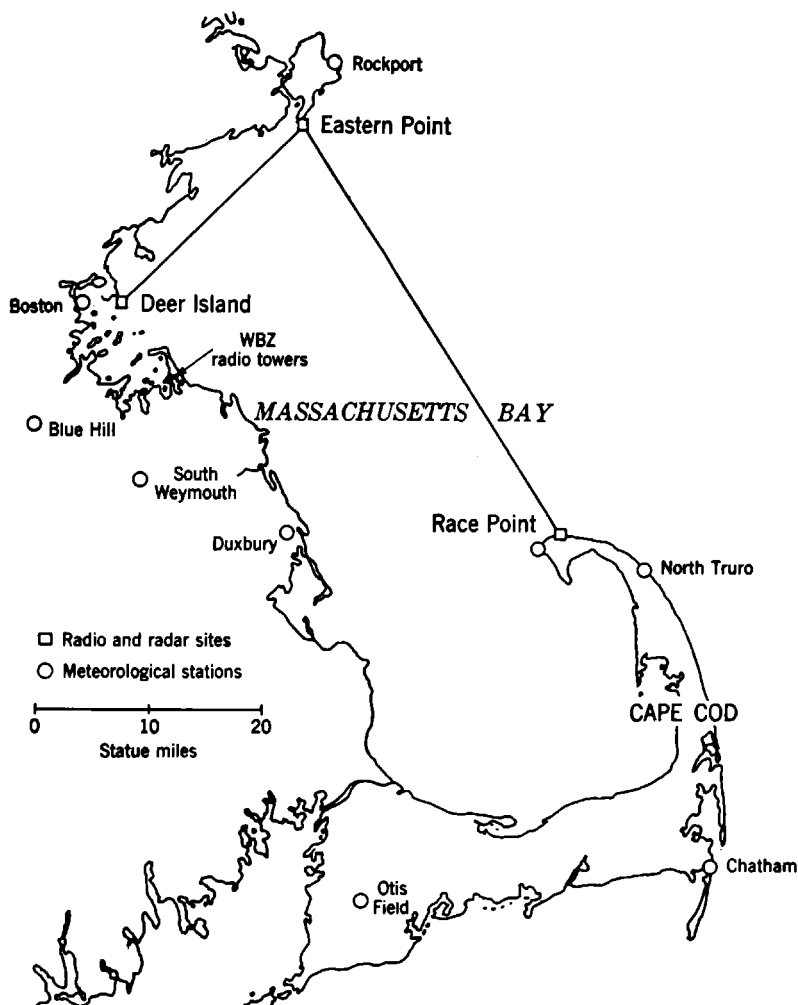 Rockport
Eastern Point
Boston
Deer Island
WBZ
radio towers
MASSACHUSETTS BAY
Blue Hill
South
Weymouth
Race Point
Duxbury
North Truro
Radio and radar sites
Meteorological stations
0 10 20
Statue miles
CAPE COD
Chatham
Otis
Field